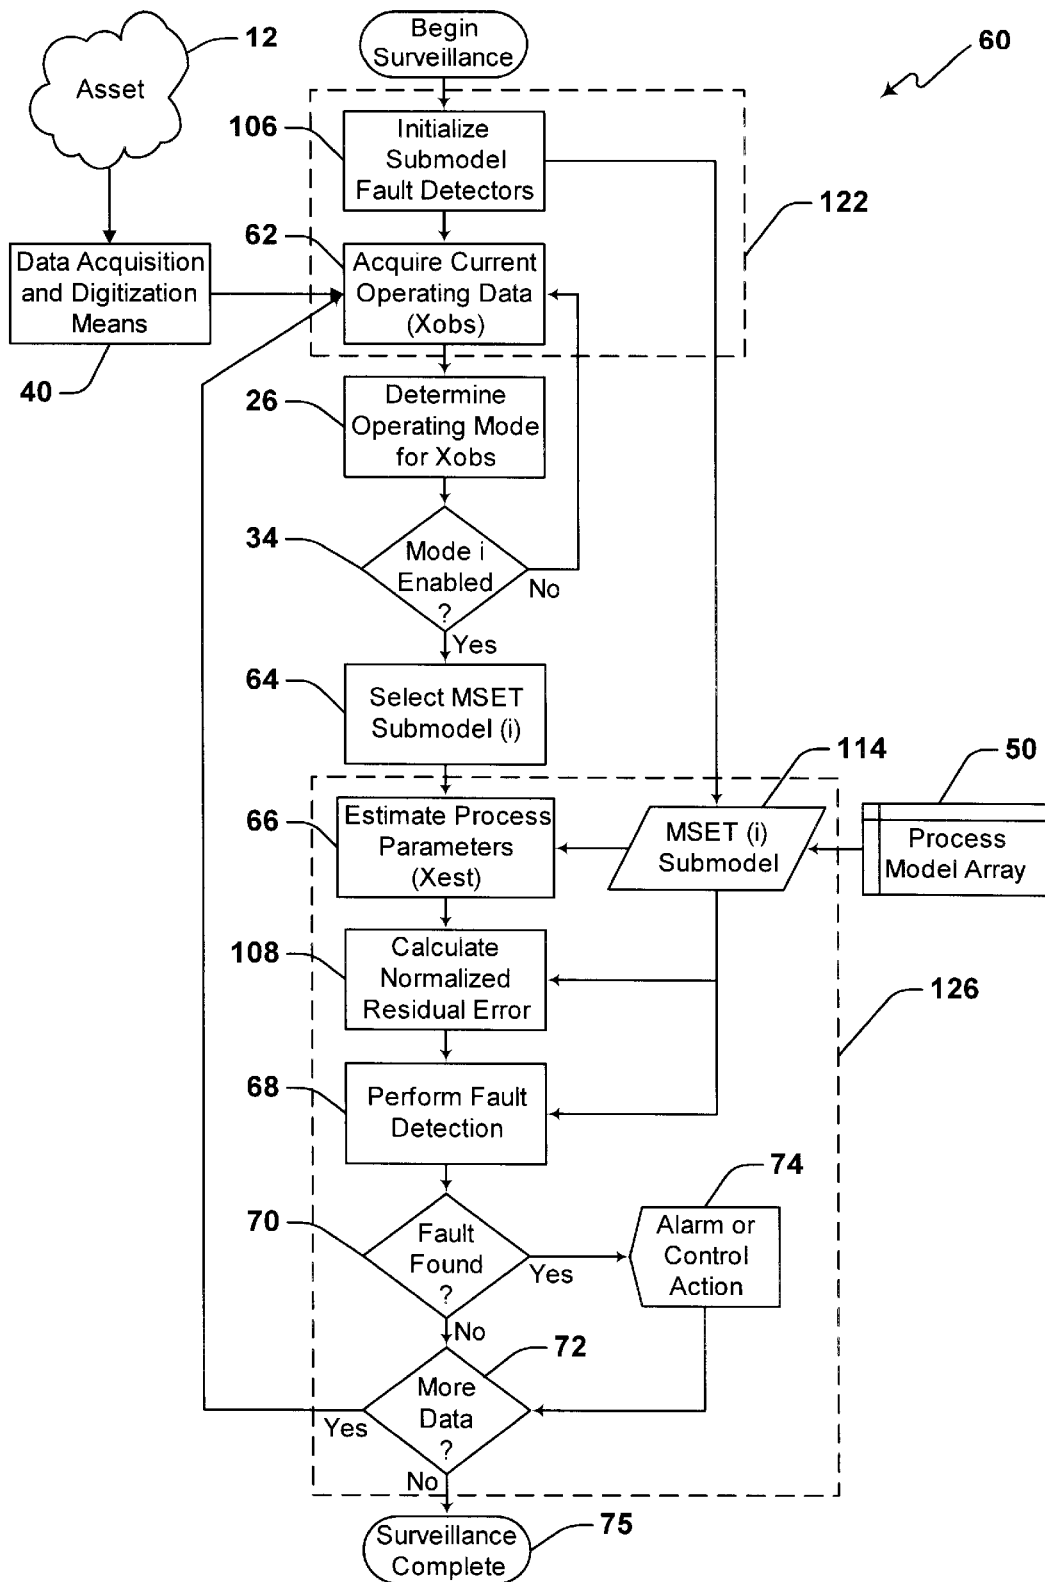 Begin
Surveillance
12
Asset
60
106
Initialize
Submodel
Fault Detectors
122
62
Data Acquisition
and Digitization
Means
Acquire Current
Operating Data
(Xobs)
40
26
Determine
Operating Mode
for Xobs
34
Mode i
Enabled
?
No
Yes
64
Select MSET
Submodel (i)
114
50
66
Estimate Process
Parameters
(Xest)
MSET (i)
Submodel
Process
Model Array
108
Calculate
Normalized
Residual Error
126
68
Perform Fault
Detection
74
70
Fault
Found
?
Yes
Alarm or
Control
Action
No
72
More
Data
?
Yes
No
75
Surveillance
Complete